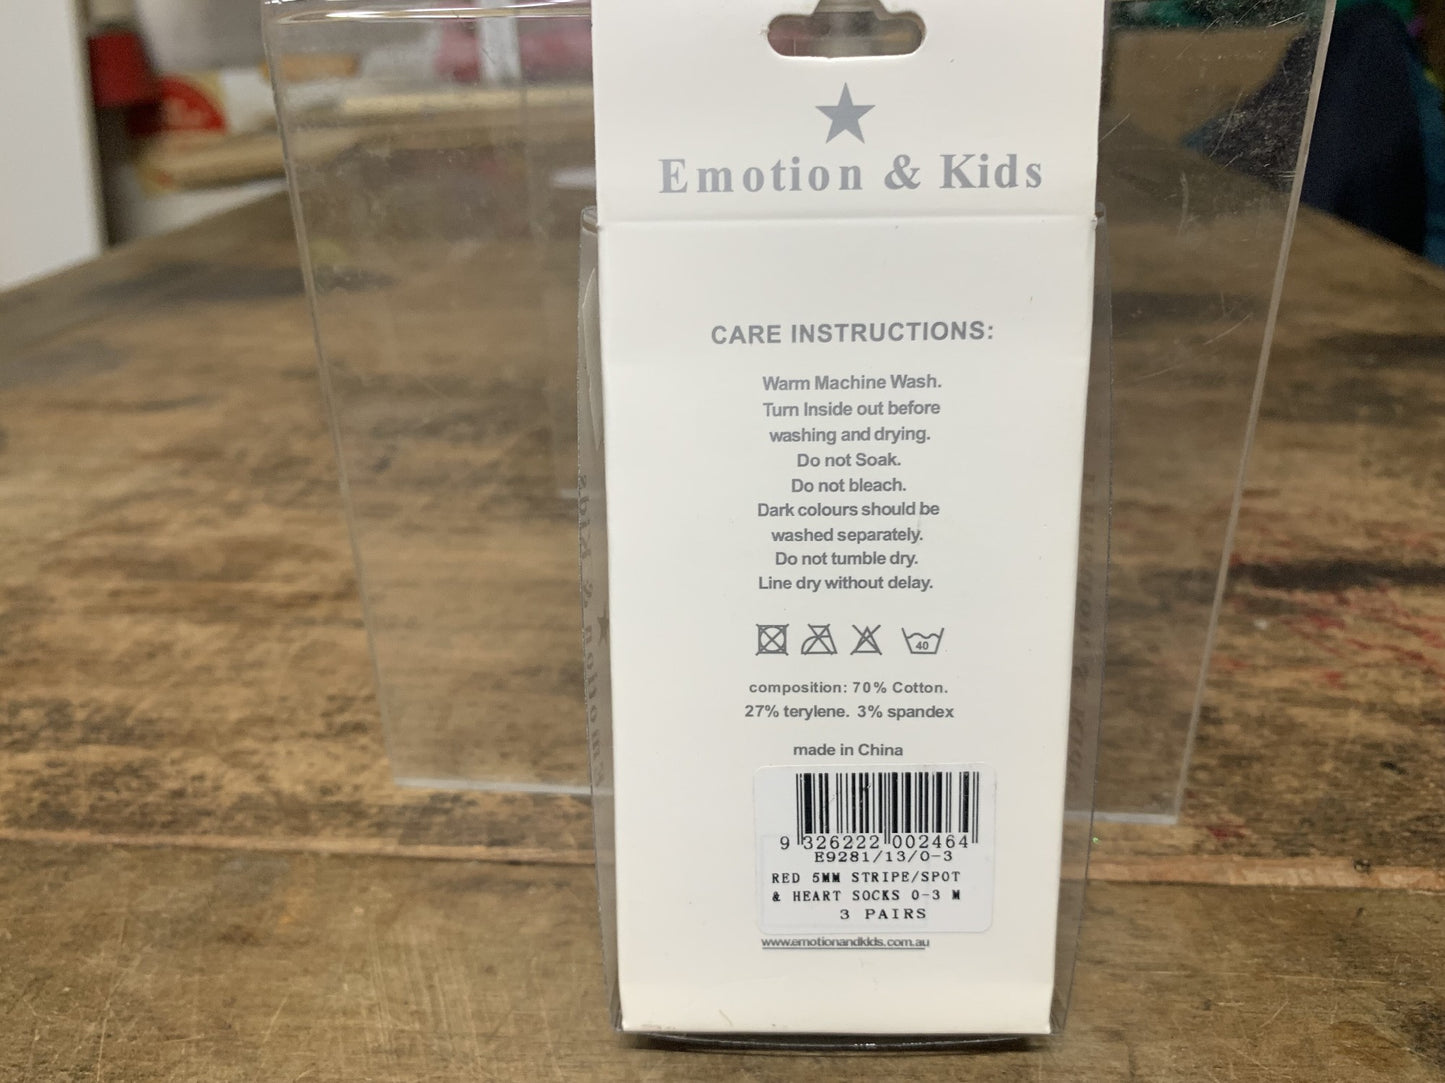 Emotion & Kids
CARE INSTRUCTIONS:
Warm Machine Wash.
Turn Inside out before
washing and drying.
Do not Soak.
Do not bleach.
Dark colours should be
washed separately.
Do not tumble dry.
Line dry without delay.
40
composition: 70% Cotton.
27% terylene. 3% spandex
made in China
9 326222 002464
E9281/13/0-3
RED 5MM STRIPE/SPOT
& HEART SOCKS 0-3 M
3 PAIRS
www.emotionandkids.com.au